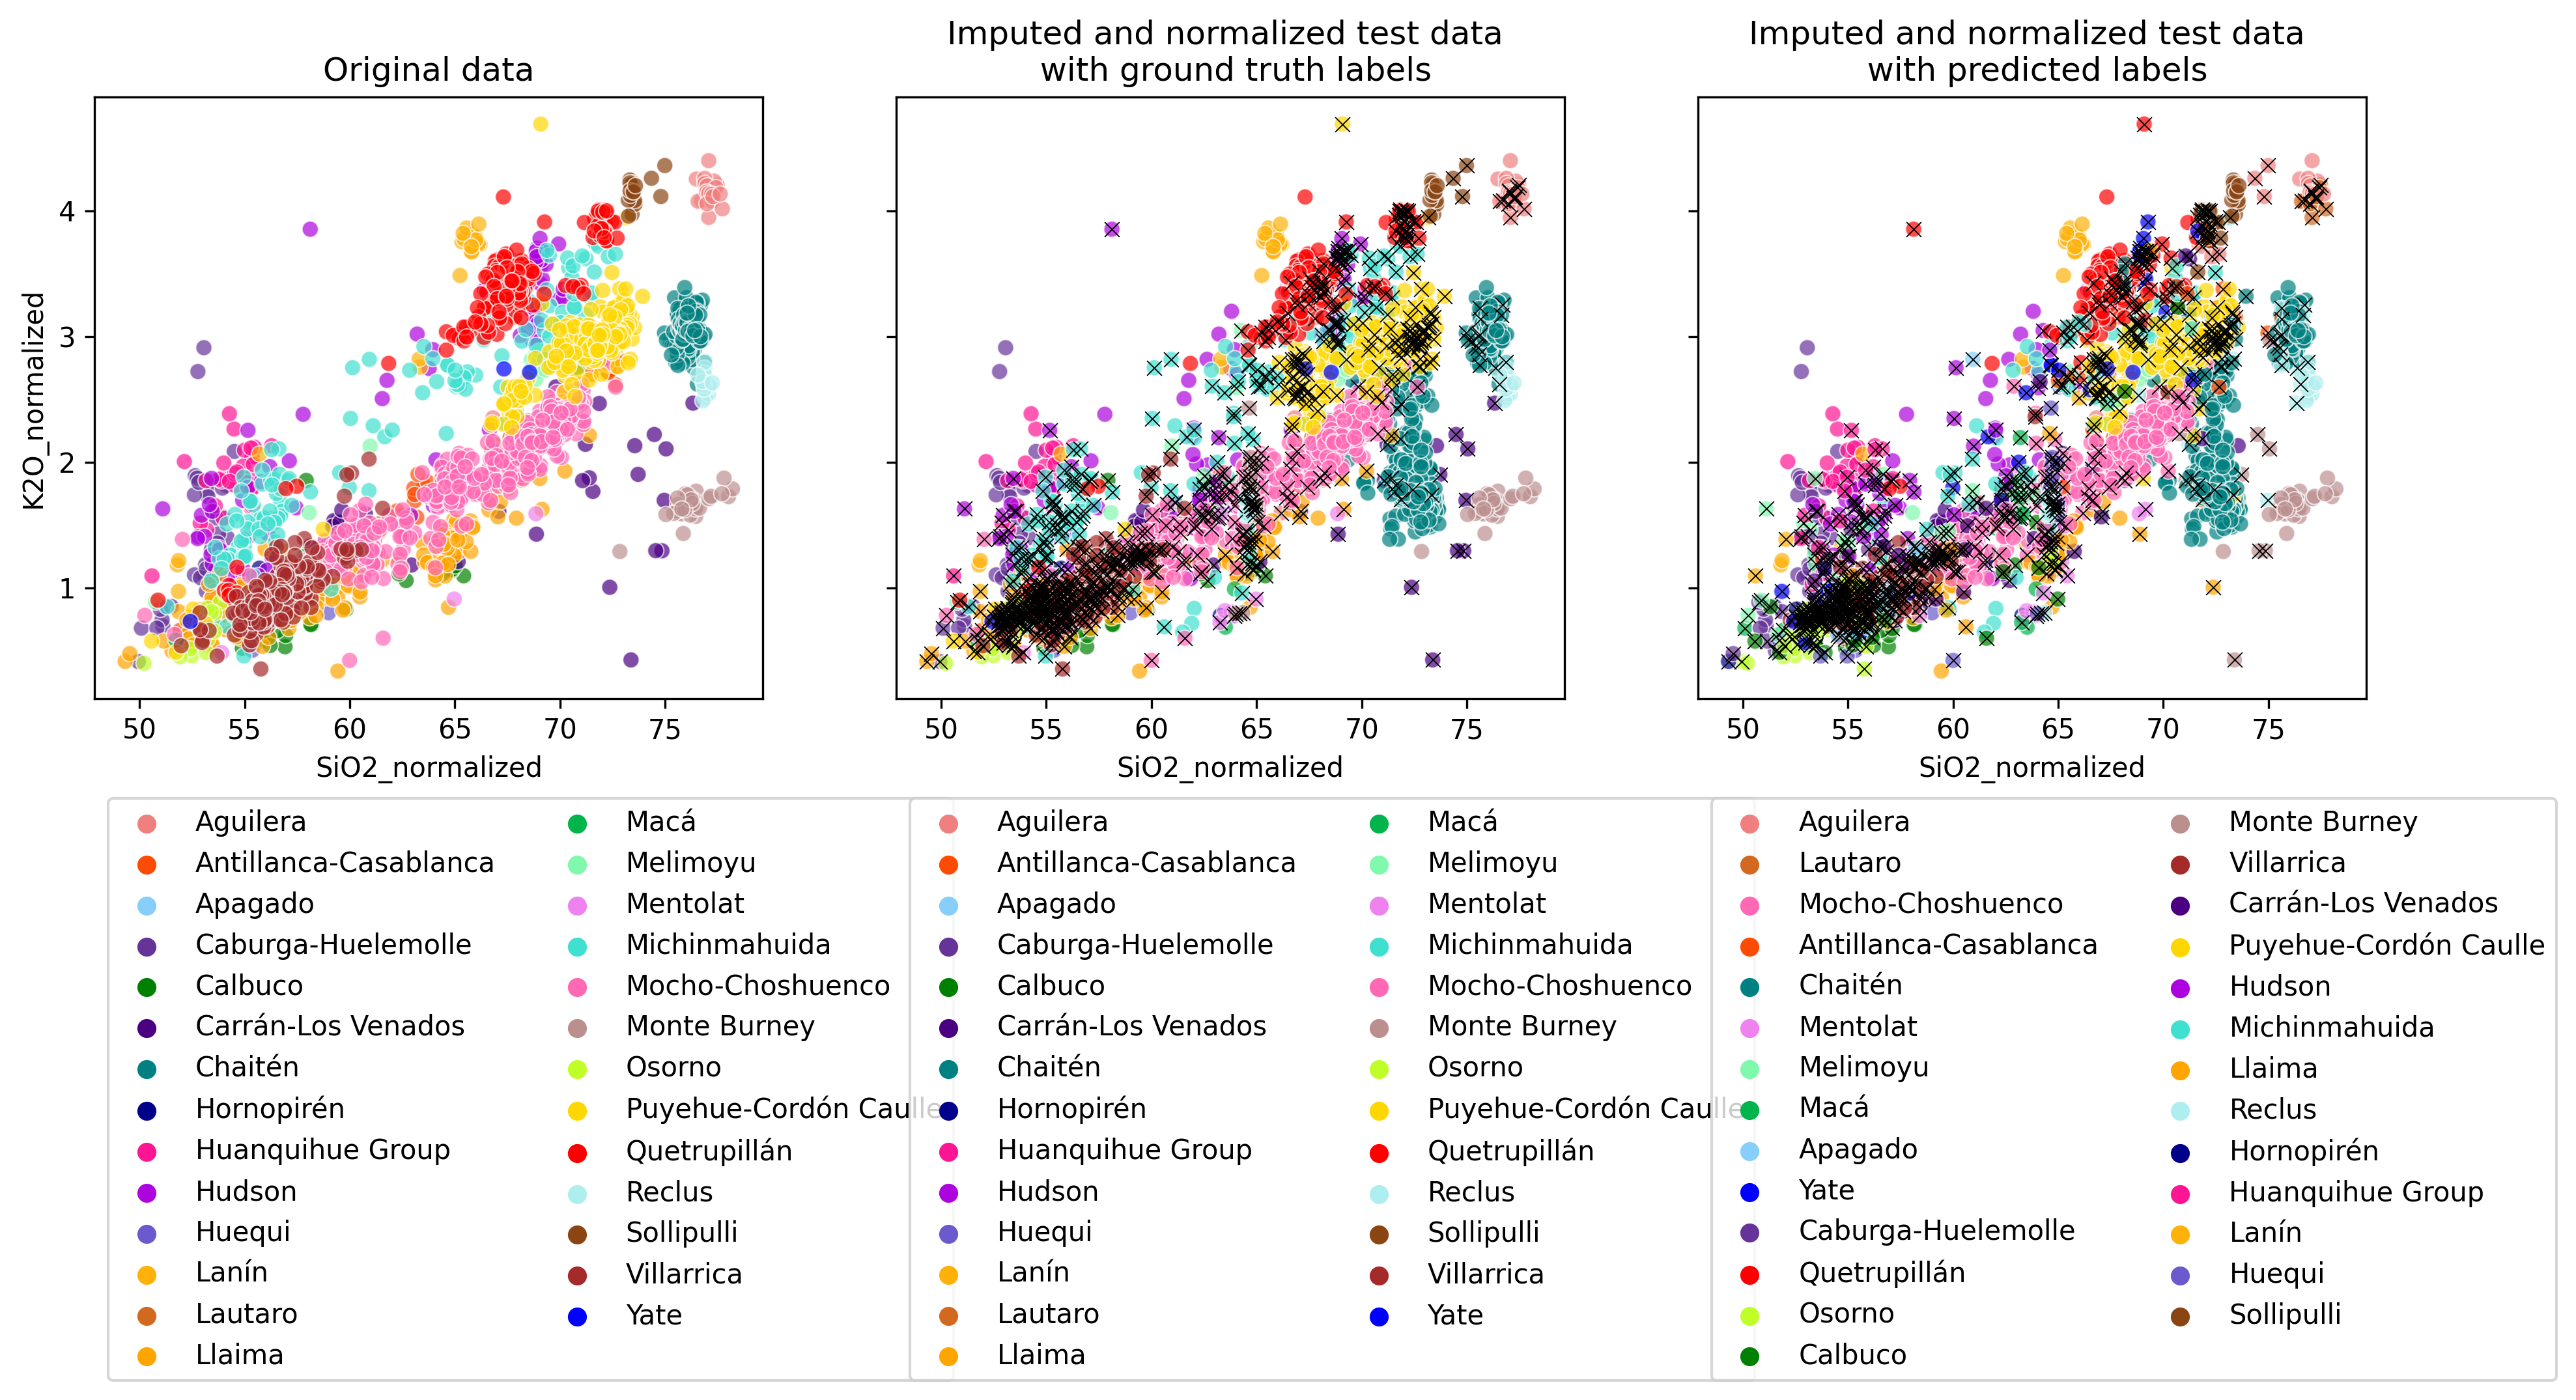 Original data
Imputed and normalized test data
with ground truth labels
Imputed and normalized test data
with predicted labels
K2O_normalized
4
3
2
1
50 55 60 65 70 75
50 55 60 65 70 75
50 55 60 65 70 75
SiO2_normalized
SiO2_normalized
SiO2_normalized
Aguilera
Antillanca-Casablanca
Apagado
Caburga-Huelemolle
Calbuco
Carrán-Los Venados
Chaitén
Hornopirén
Huanquihue Group
Hudson
Huequi
Lanín
Lautaro
Llaima
Macá
Melimoyu
Mentolat
Michinmahuida
Mocho-Choshuenco
Monte Burney
Osorno
Puyehue-Cordón Caulle
Quetrupillán
Reclus
Sollipulli
Villarrica
Yate
Aguilera
Antillanca-Casablanca
Apagado
Caburga-Huelemolle
Calbuco
Carrán-Los Venados
Chaitén
Hornopirén
Huanquihue Group
Hudson
Huequi
Lanín
Lautaro
Llaima
Macá
Melimoyu
Mentolat
Michinmahuida
Mocho-Choshuenco
Monte Burney
Osorno
Puyehue-Cordón Caulle
Quetrupillán
Reclus
Sollipulli
Villarrica
Yate
Aguilera
Lautaro
Mocho-Choshuenco
Antillanca-Casablanca
Chaitén
Mentolat
Melimoyu
Macá
Apagado
Yate
Caburga-Huelemolle
Quetrupillán
Osorno
Calbuco
Monte Burney
Villarrica
Carrán-Los Venados
Puyehue-Cordón Caulle
Hudson
Michinmahuida
Llaima
Reclus
Hornopirén
Huanquihue Group
Lanín
Huequi
Sollipulli